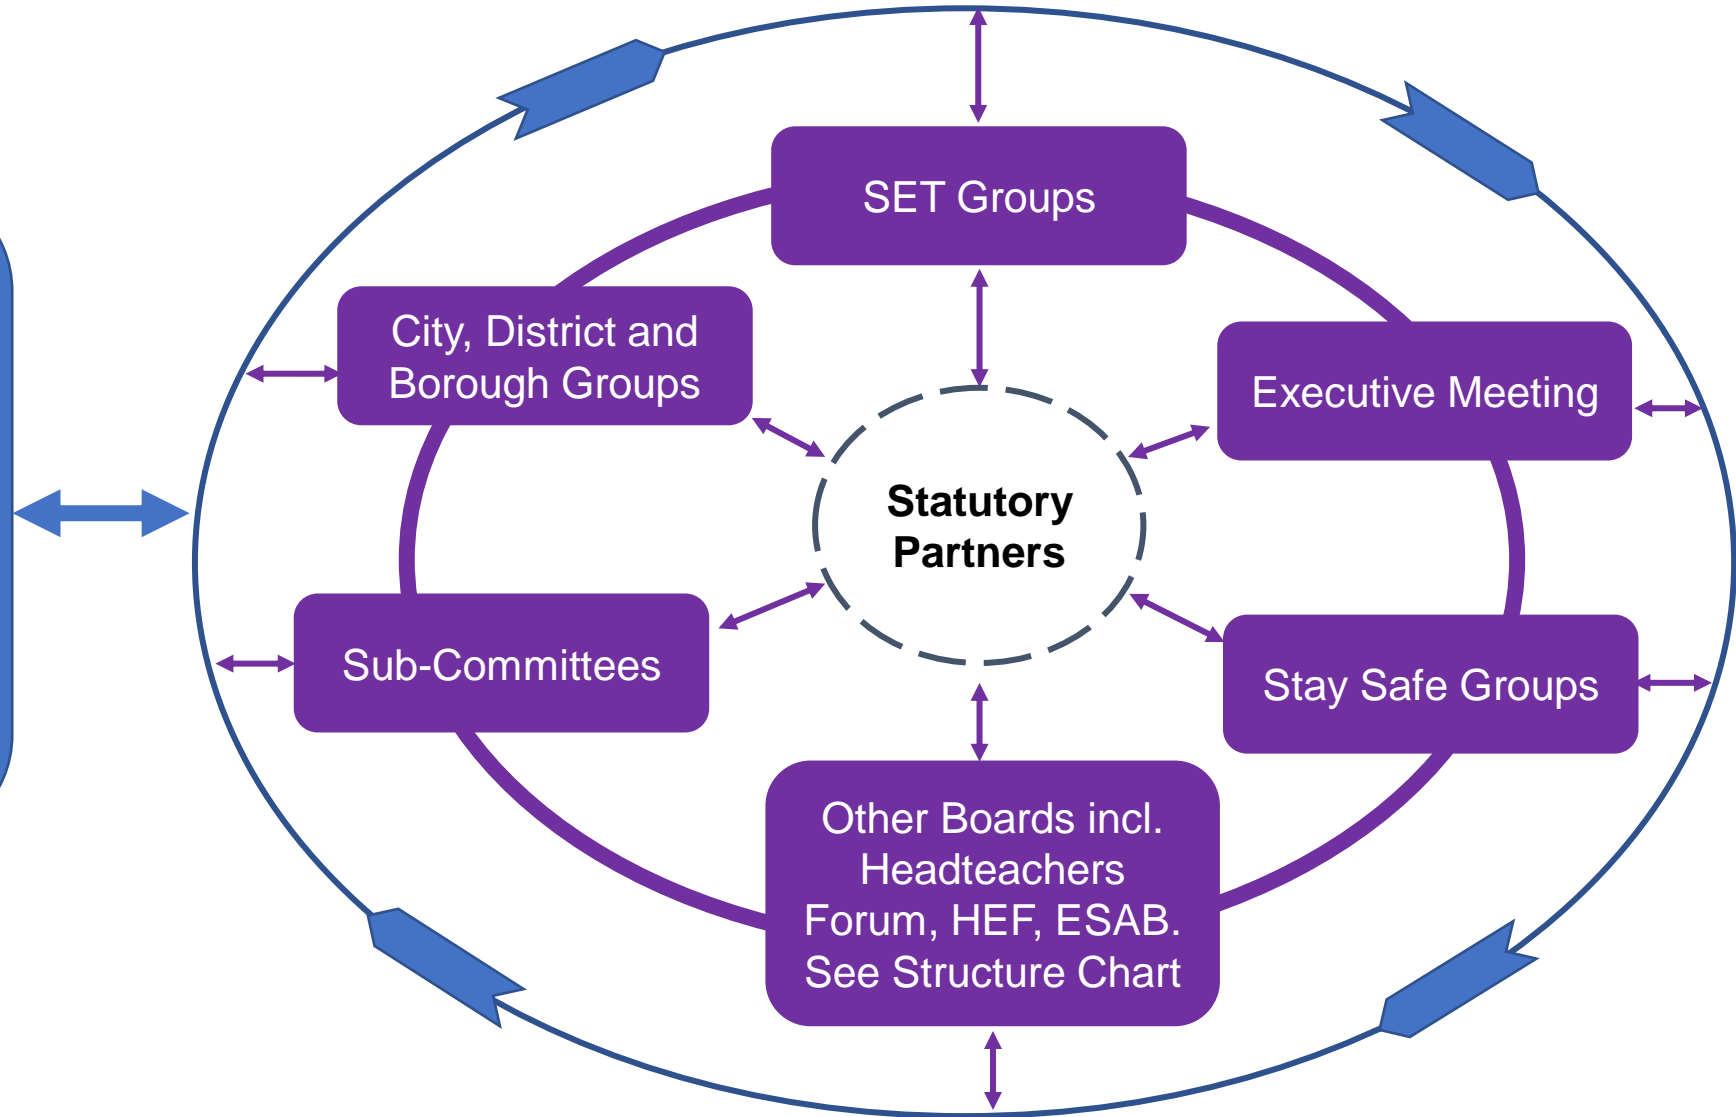 SET Groups
City, District and
Borough Groups
Executive Meeting
Statutory
Partners
Sub-Committees
Stay Safe Groups
Other Boards incl.
Headteachers
Forum, HEF, ESAB.
See Structure Chart